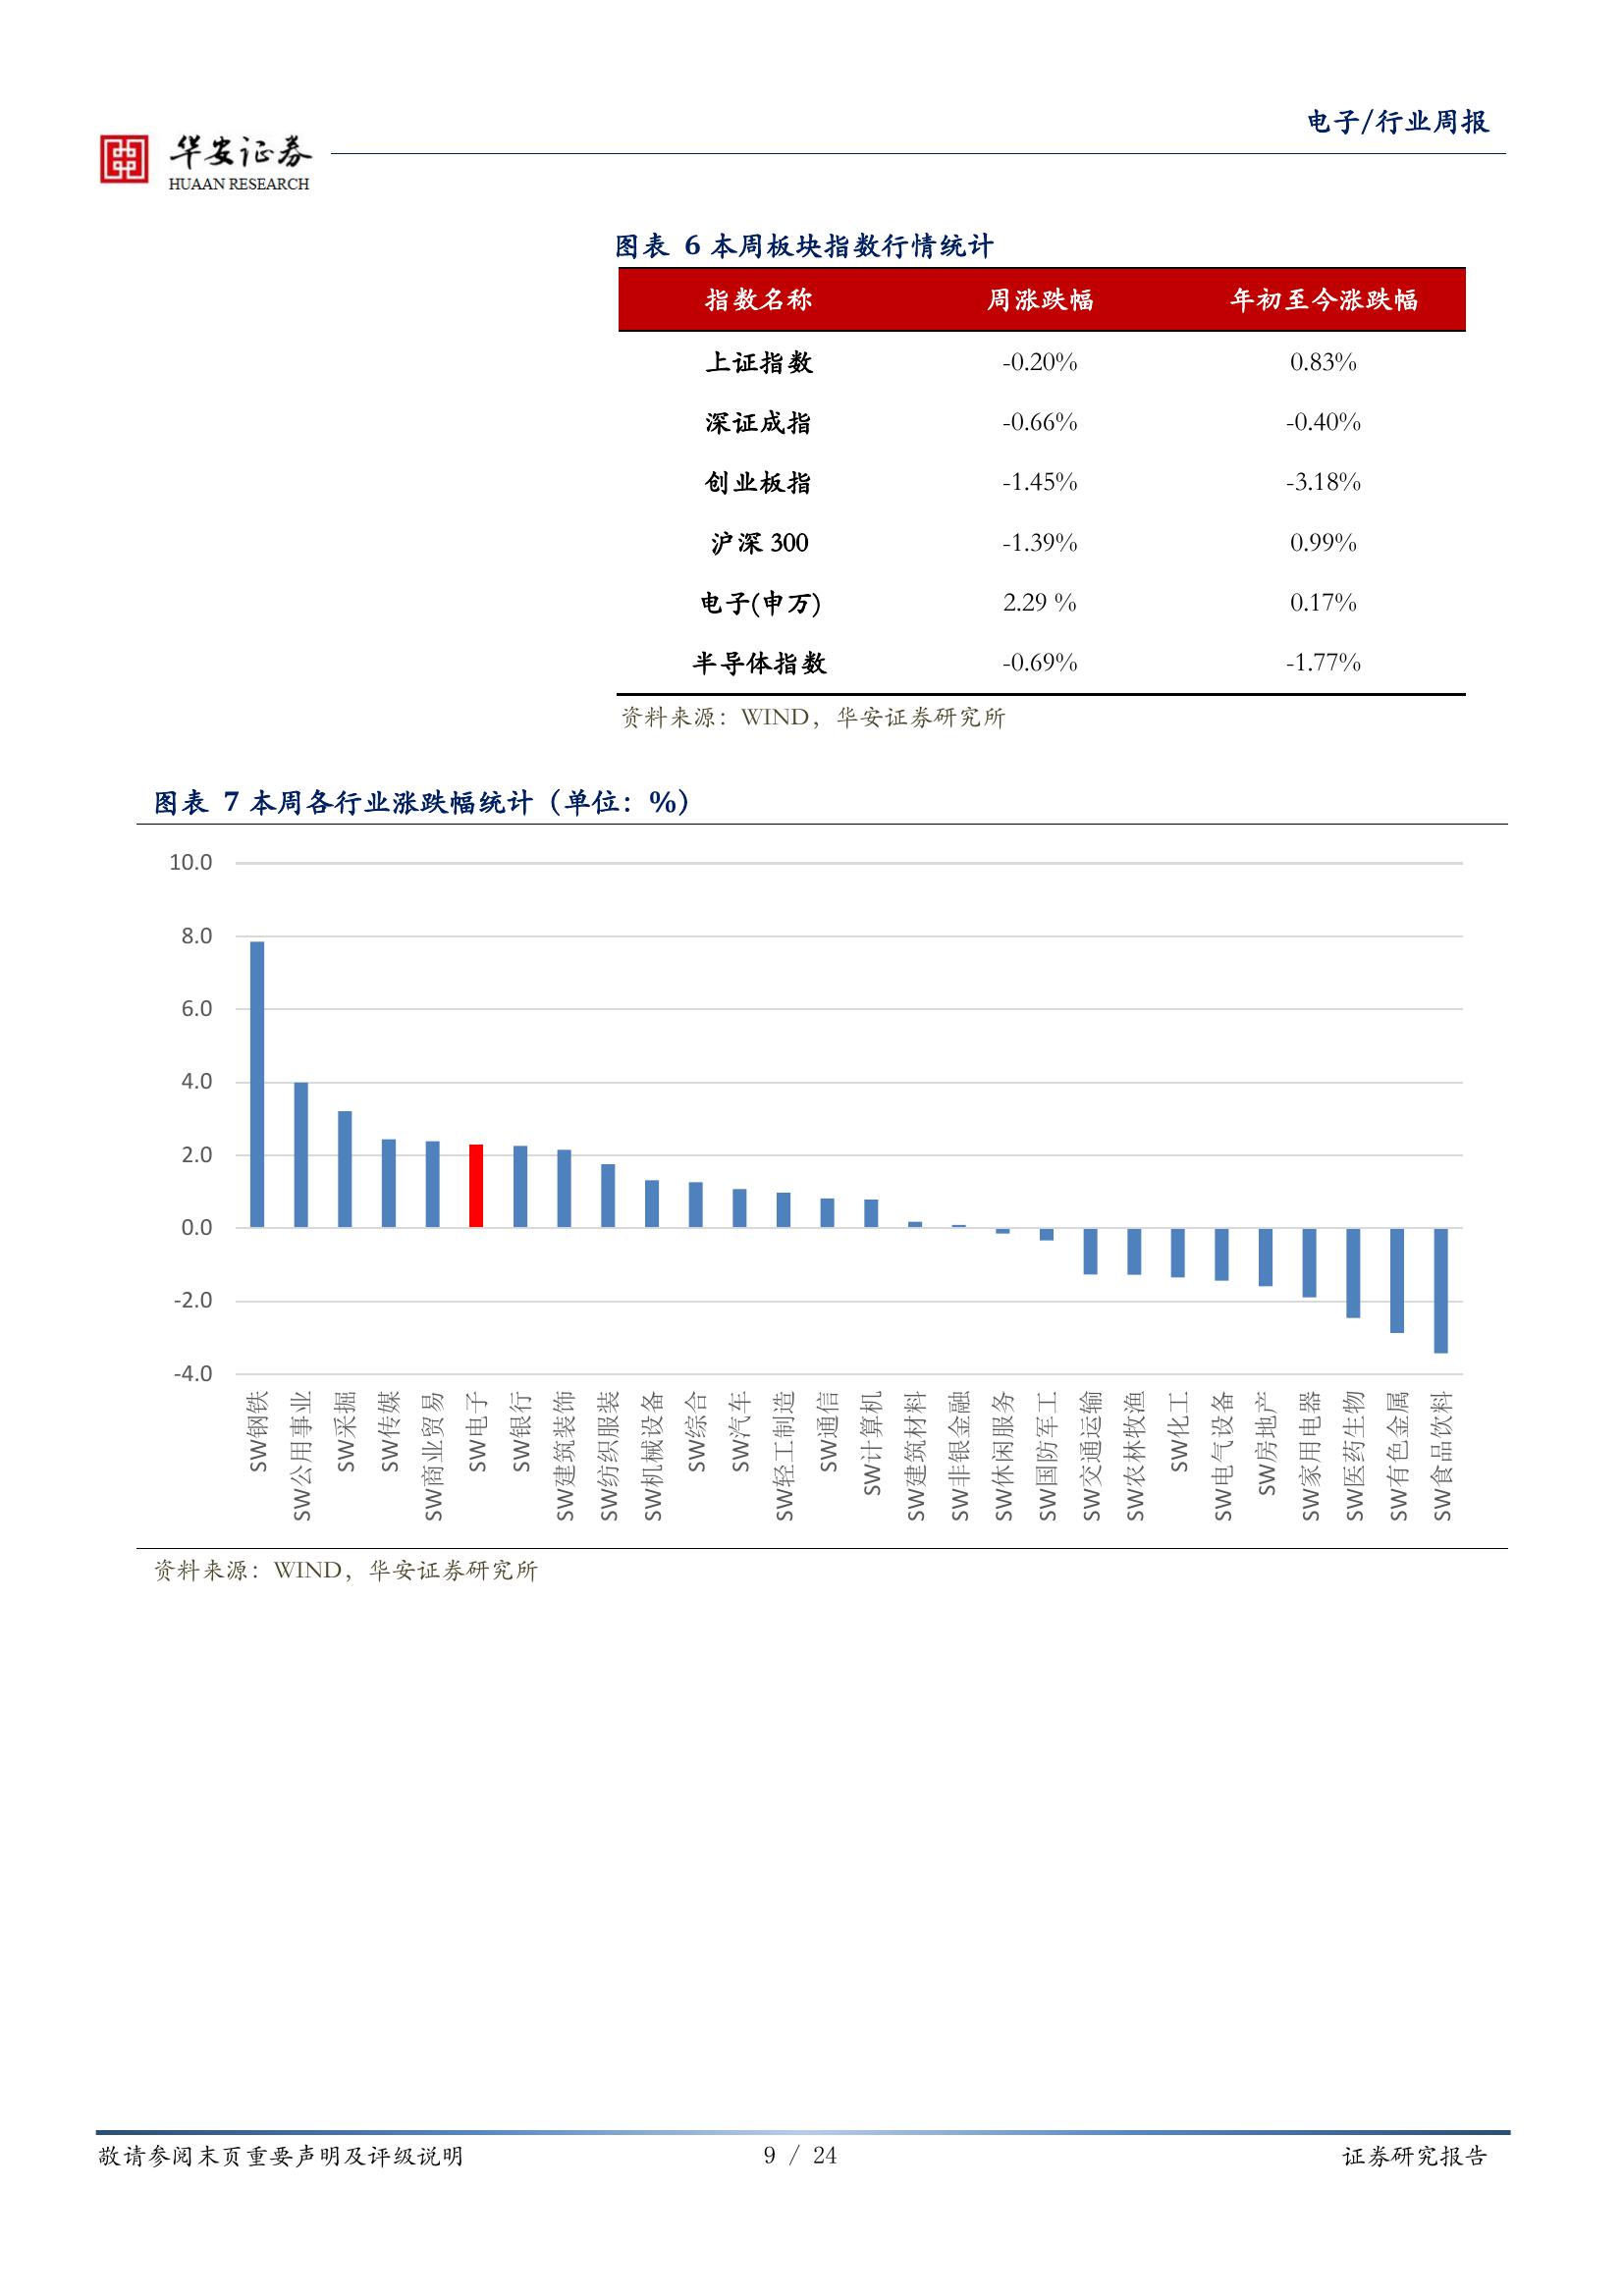 电子/行业周报
华安证券
HUAAN RESEARCH
图表 6 本周板块指数行情统计
指数名称 周涨跌幅 年初至今涨跌幅
上证指数 -0.20% 0.83%
深证成指 -0.66% -0.40%
创业板指 -1.45% -3.18%
沪深 300 -1.39% 0.99%
电子(申万) 2.29 % 0.17%
半导体指数 -0.69% -1.77%
资料来源：WIND，华安证券研究所
图表 7 本周各行业涨跌幅统计（单位：%）
10.0
8.0
6.0
4.0
2.0
0.0
-2.0
-4.0
SW钢铁
SW公用事业
SW采掘
SW传媒
SW商业贸易
SW电子
SW银行
SW建筑装饰
SW纺织服装
SW机械设备
SW综合
SW汽车
SW轻工制造
SW通信
SW计算机
SW建筑材料
SW非银金融
SW休闲服务
SW国防军工
SW交通运输
SW农林牧渔
SW化工
SW电气设备
SW房地产
SW家用电器
SW医药生物
SW有色金属
SW食品饮料
资料来源：WIND，华安证券研究所
敬请参阅末页重要声明及评级说明 9 / 24 证券研究报告